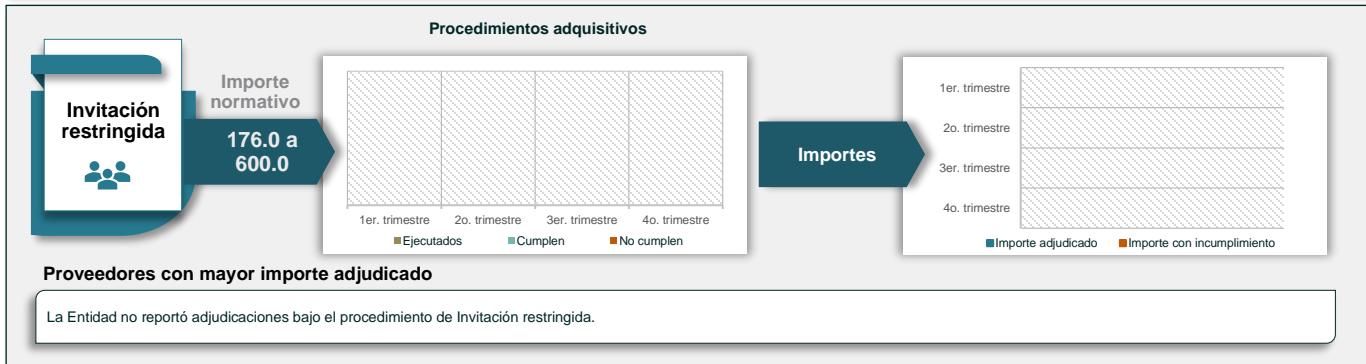 Procedimientos adquisitivos
Invitación
restringida
Importe
normativo
176.0 a
600.0
1er. trimestre 2o. trimestre 3er. trimestre 4o. trimestre
Ejecutados Cumplen No cumplen
Importes
1er. trimestre
2o. trimestre
3er. trimestre
4o. trimestre
Importe adjudicado Importe con incumplimiento
Proveedores con mayor importe adjudicado
La Entidad no reportó adjudicaciones bajo el procedimiento de Invitación restringida.